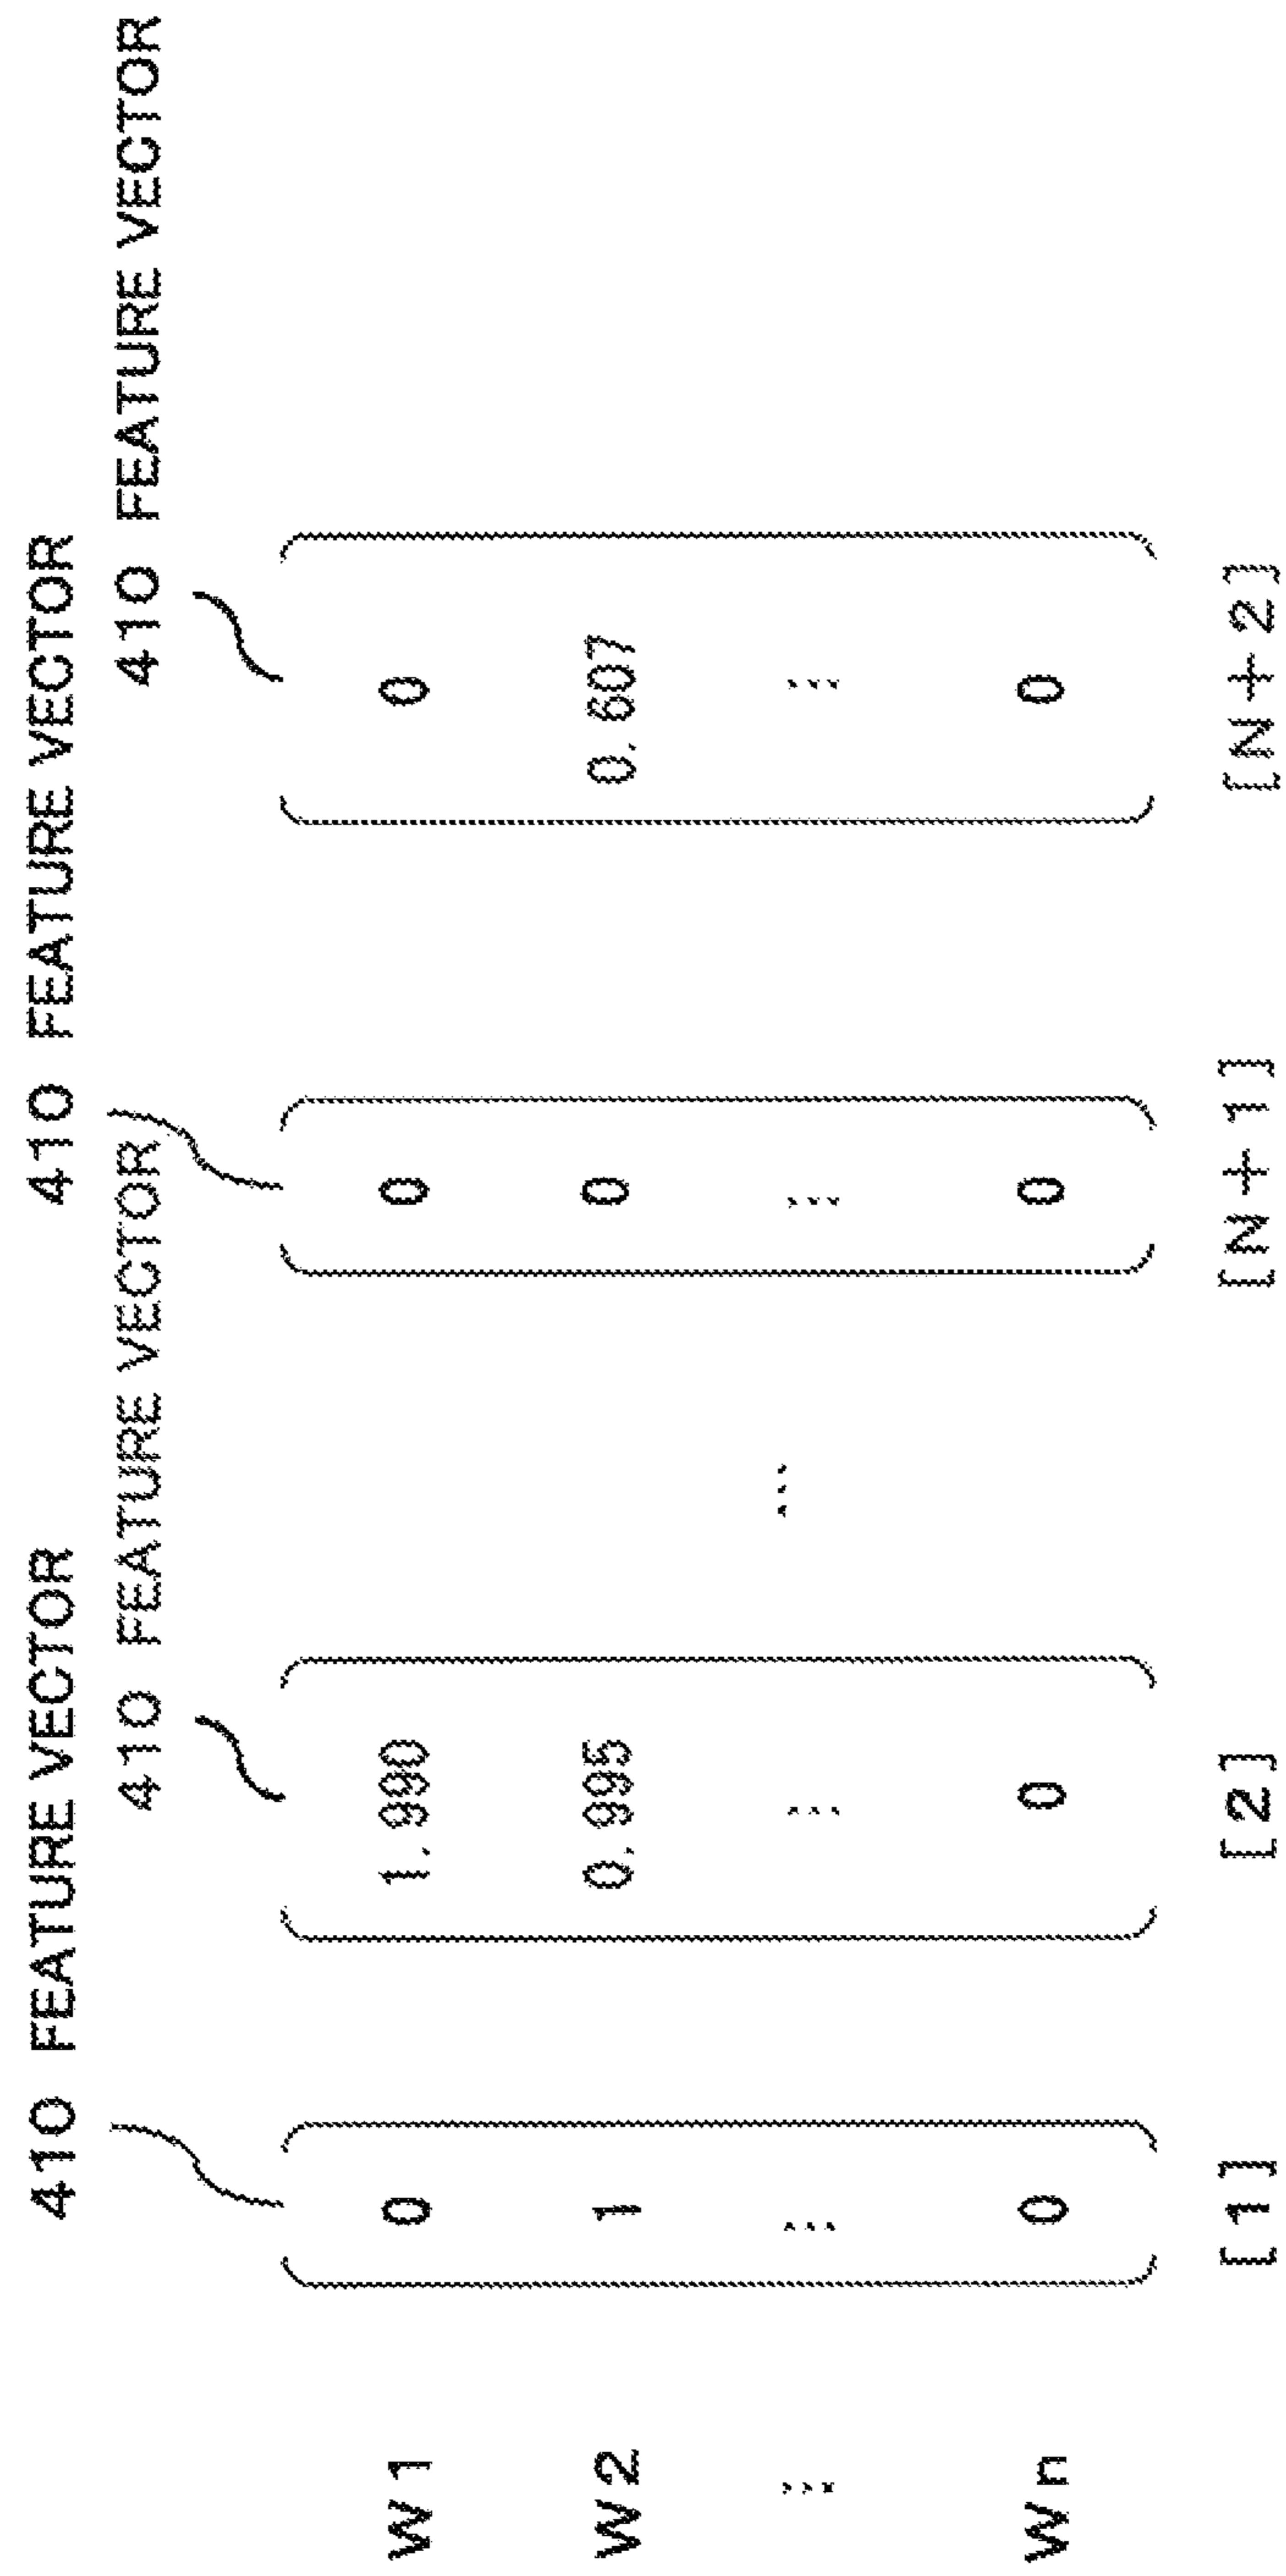 410 FEATURE VECTOR 410 FEATURE VECTOR
410 FEATURE VECTOR 410 FEATURE VECTOR
W1 0 1.990 0 0
W2 1 0.995 0 0.607
... ... ... ... ... ...
Wn 0 0 0 0
[1] [2] [N+1] [N+2]